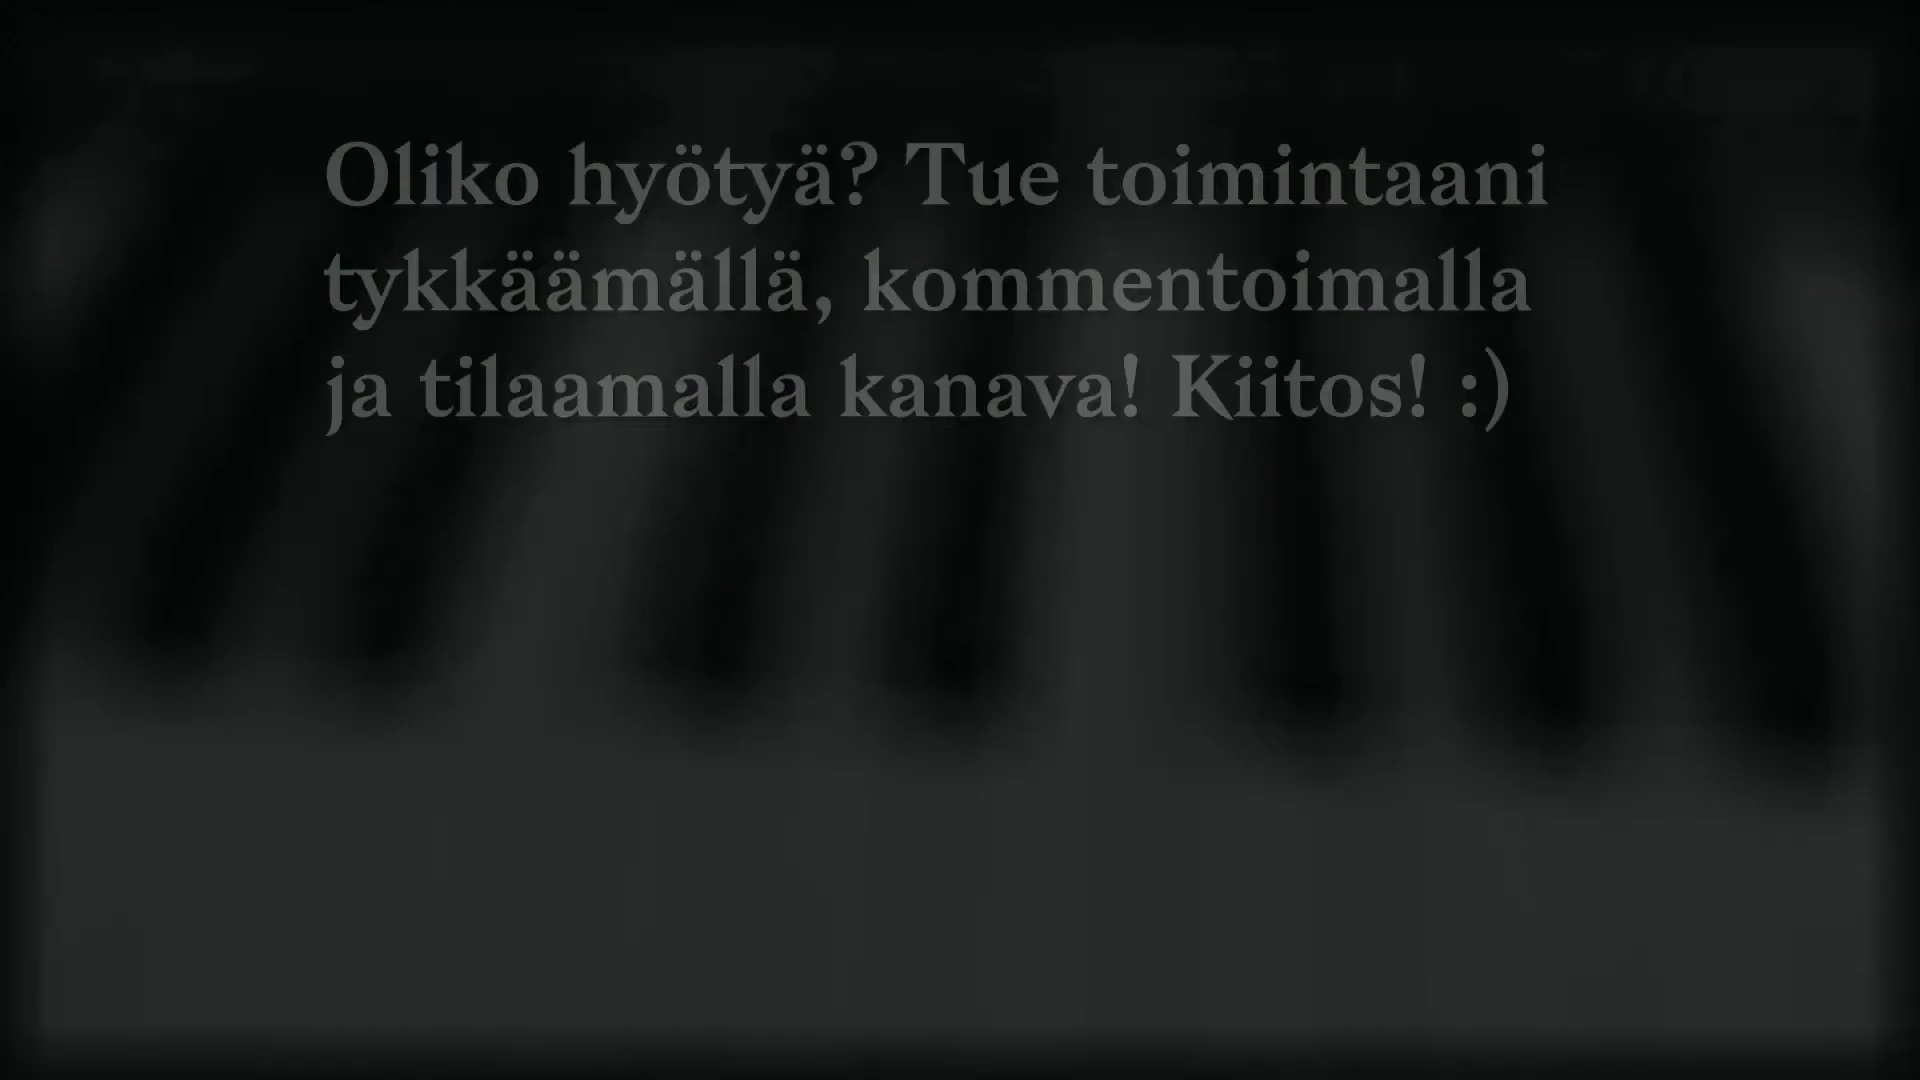 Oliko hyötyä? Tue toimintaani
tykkäämällä, kommentoimalla
ja tilaamalla kanava! Kiitos! :)